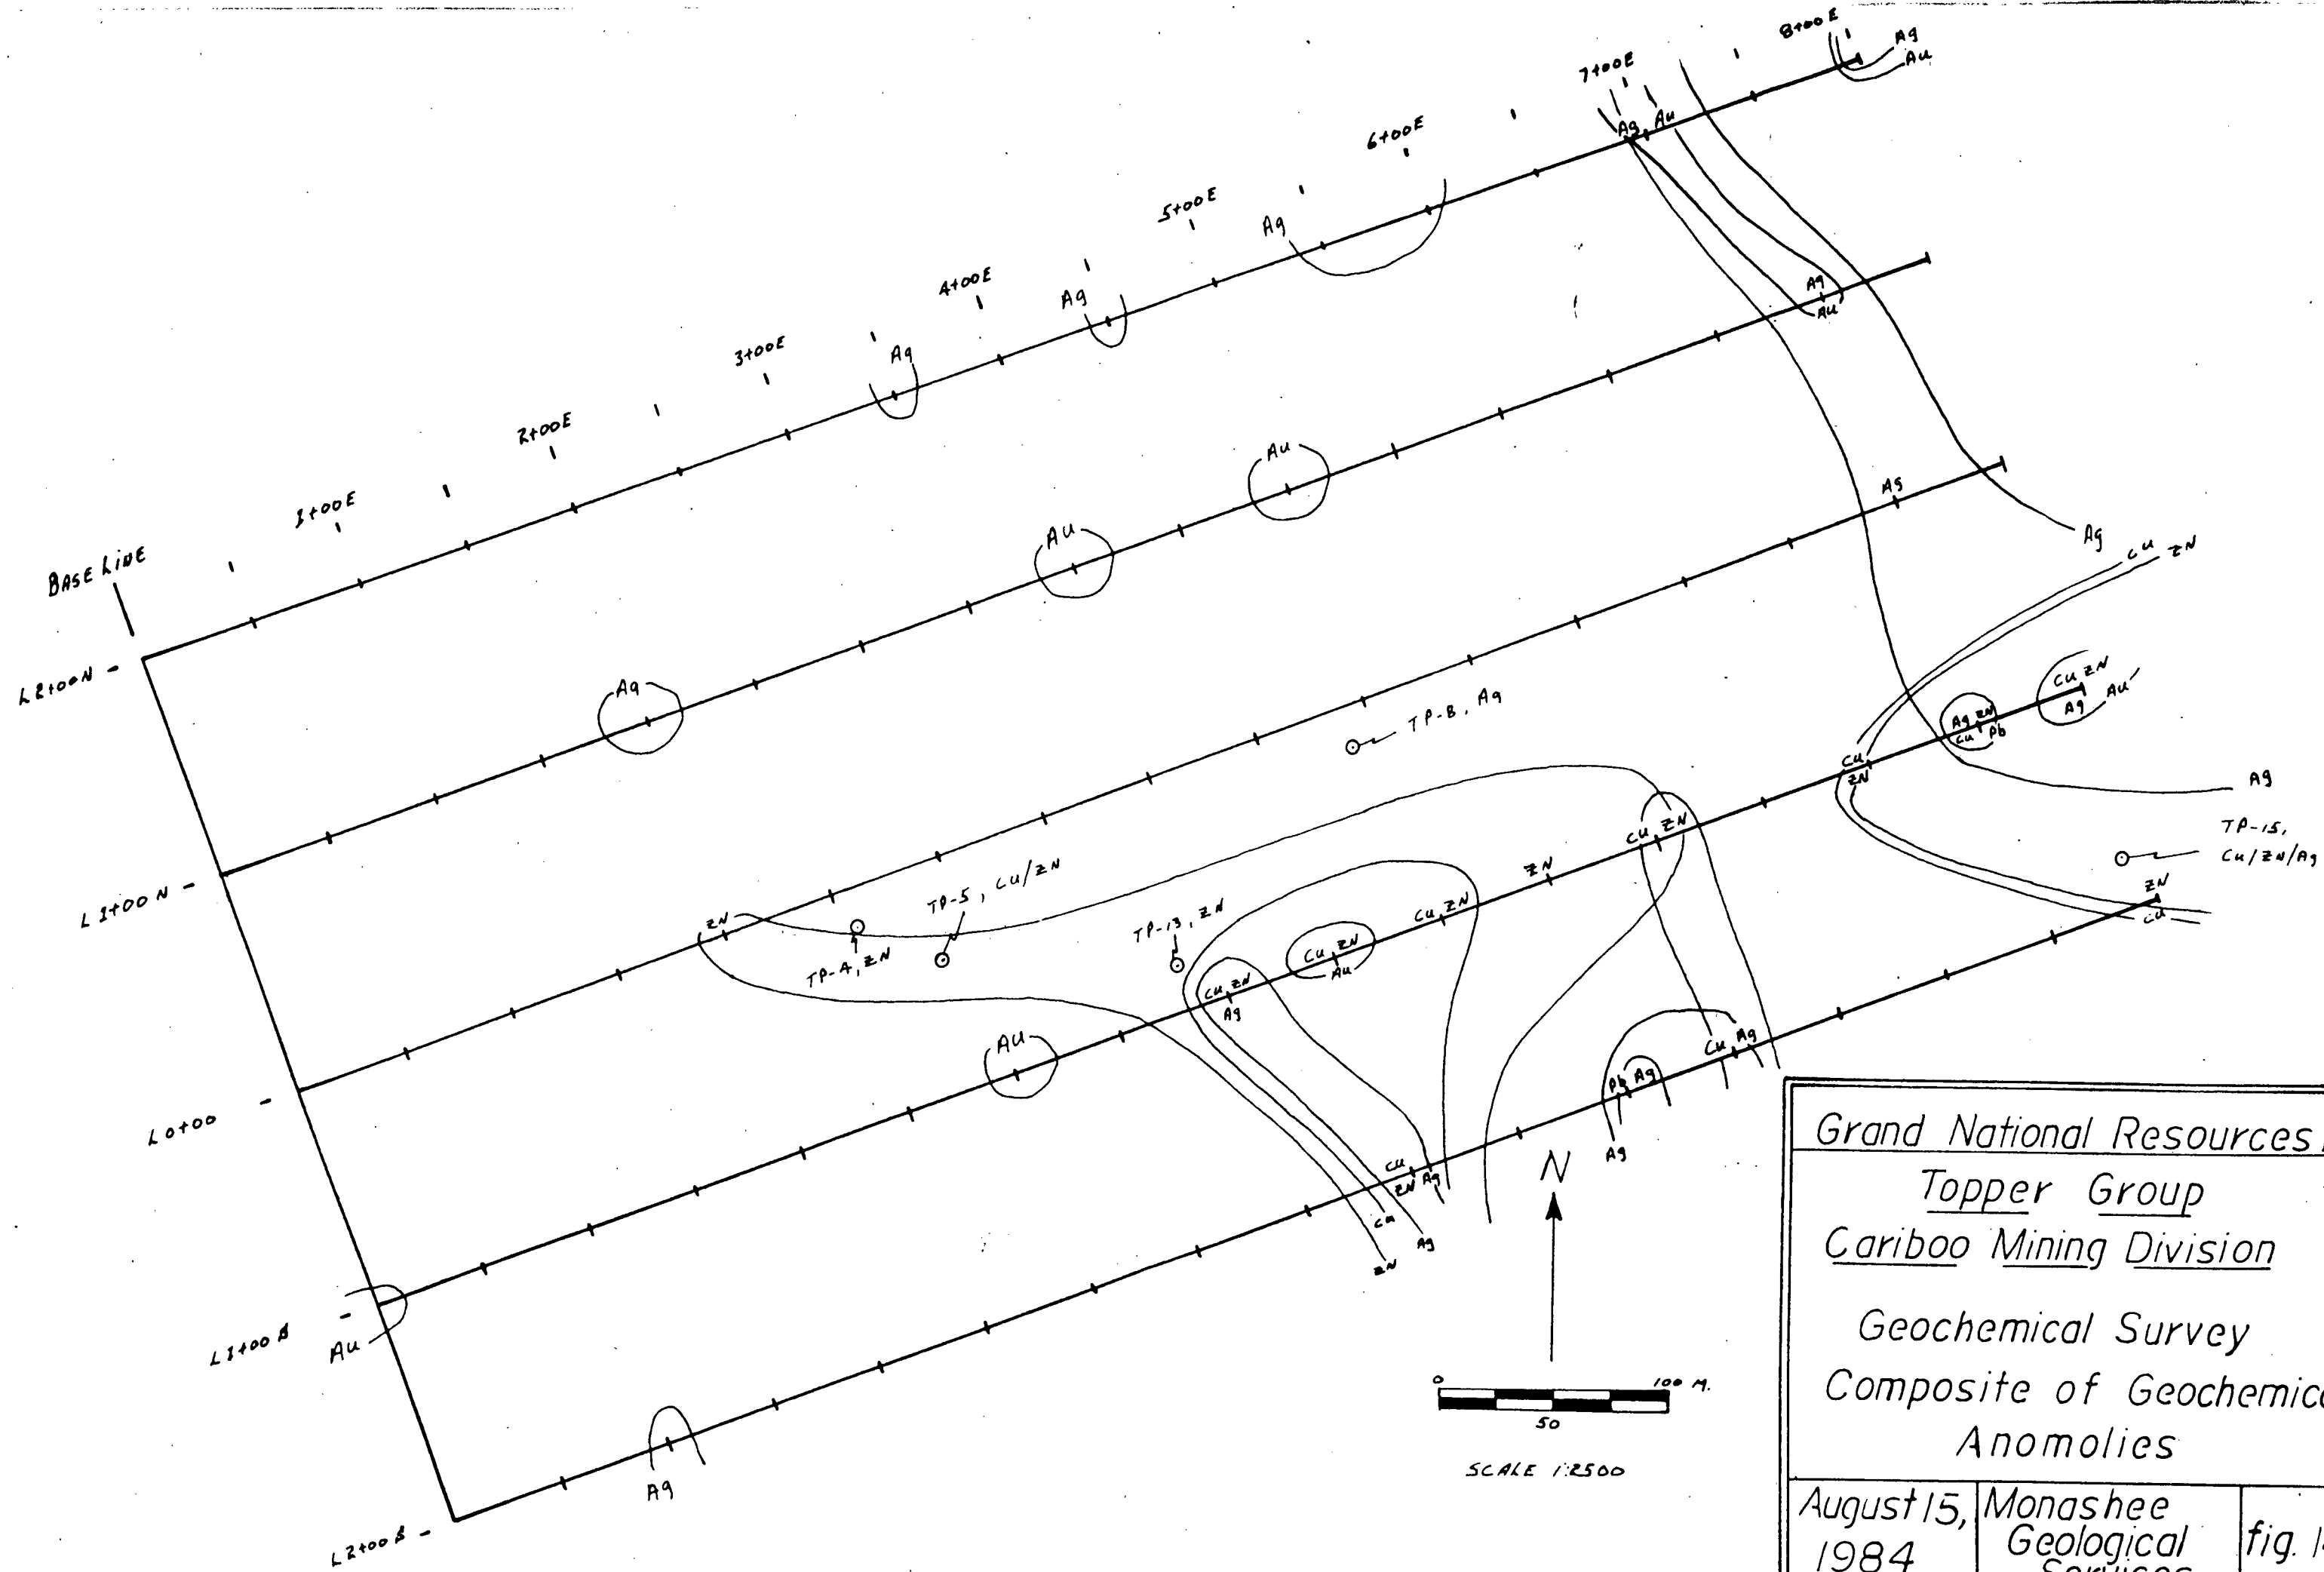 8+00E
Ag
Au
7+00E
Ag Au
6+00E
5+00E
Ag
4+00E
Ag
3+00E
Ag
Ag
Au
2+00E
Au
1+00E
Au
Ag
BASE LINE
Ag
Cu ZN
L2+00N
Ag
TP-B, Ag
Cu ZN
Au
Ag
Ag ZN
Cu Pb
Cu
ZN
Ag
TP-15,
Cu/ZN/Ag
L1+00N
Cu ZN
ZN
ZN
Cu
TP-5, Cu/ZN
ZN
Cu, ZN
TP-13, ZN
TP-A, ZN
Cu, ZN
Au
Cu, ZN
Ag
Au
Cu Ag
Pb Ag
Ag
L0+00
Cu
ZN Ag
Cu
Ag
ZN
N
L1+00S
Au
0 100 M.
50
SCALE 1:2500
Ag
L2+00S
Grand National Resources
Topper Group
Cariboo Mining Division
Geochemical Survey
Composite of Geochemic
Anomolies
August 15,
1984
Monashee
Geological
Services
fig.